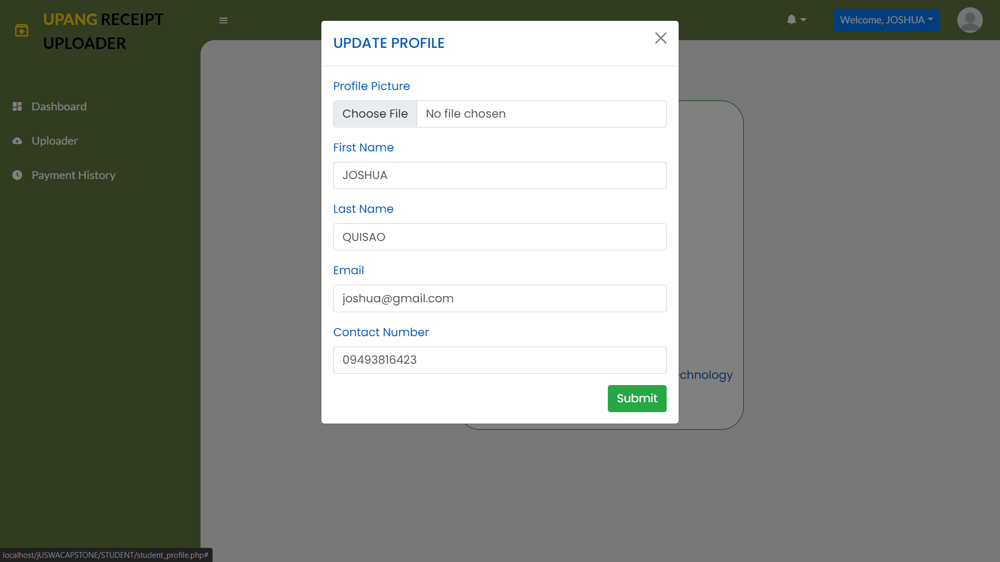 UPANG RECEIPT
UPLOADER
Welcome, JOSHUA
Dashboard
Uploader
Payment History
UPDATE PROFILE
Profile Picture
Choose File No file chosen
First Name
JOSHUA
Last Name
QUISAO
Email
joshua@gmail.com
Contact Number
09493816423
echnology
Submit
localhost/jUSWACAPSTONE/STUDENT/student_profile.php#